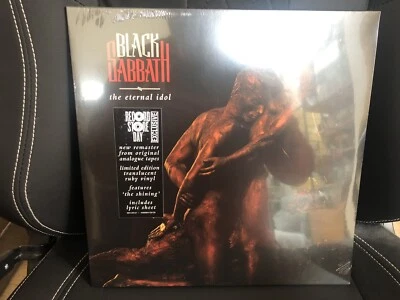 BLACK
SABBATH
the eternal idol
RECORD
STORE
DAY
EXCLUSIVE
new remaster
from original
analogue tapes
limited edition
translucent
ruby vinyl
features
'the shining'
includes
lyric sheet